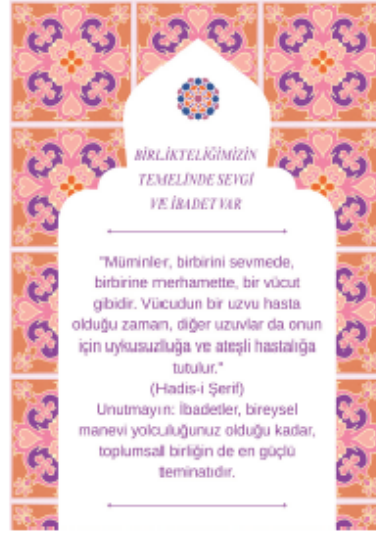 BİRLİKTELİĞİMİZİN
TEMELİNDE SEVGİ
VE İBADET VAR
"Müminler, birbirini sevmede,
birbirine merhamette, bir vücut
gibidir. Vücudun bir uzvu hasta
olduğu zaman, diğer uzuvlar da onun
için uykusuzluğa ve ateşli hastalığa
tutulur."
(Hadis-i Şerif)
Unutmayın: İbadetler, bireysel
manevi yolculuğunuz olduğu kadar,
toplumsal birliğin de en güçlü
teminatıdır.